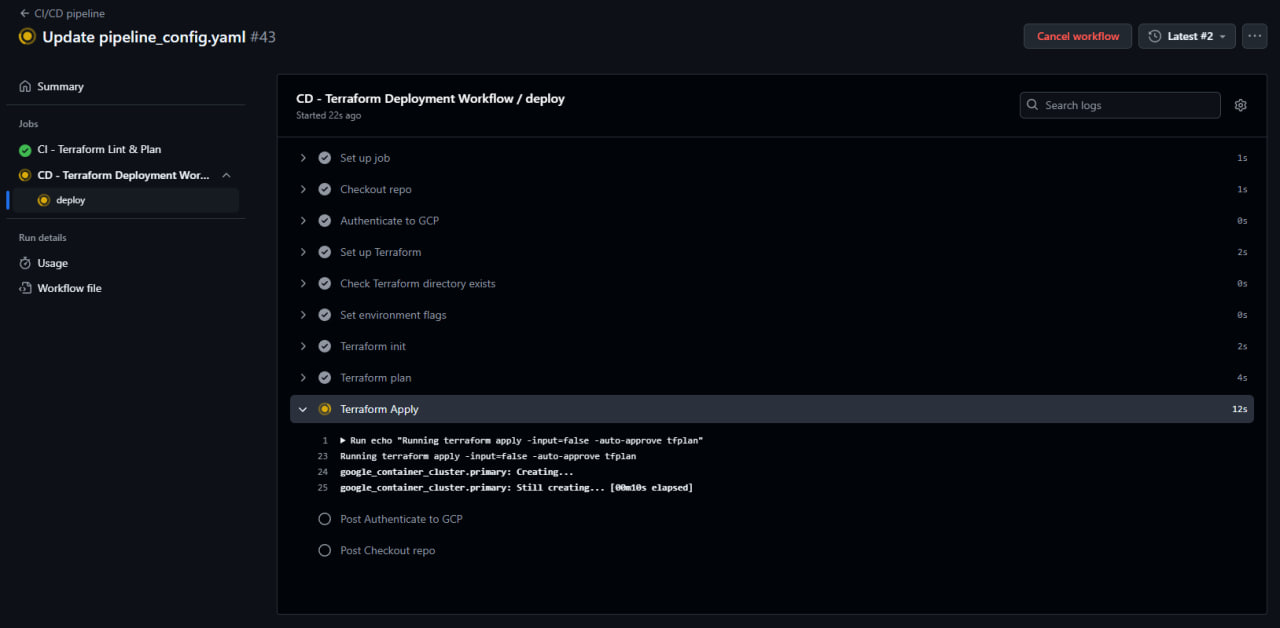 ← CI/CD pipeline
Update pipeline_config.yaml #43
Cancel workflow
Latest #2
Summary
Jobs
CI - Terraform Lint & Plan
CD - Terraform Deployment Wor...
deploy
Run details
Usage
Workflow file
CD - Terraform Deployment Workflow / deploy
Started 22s ago
Search logs
Set up job 1s
Checkout repo 1s
Authenticate to GCP 0s
Set up Terraform 2s
Check Terraform directory exists 0s
Set environment flags 0s
Terraform init 2s
Terraform plan 4s
Terraform Apply 12s
1 ▶ Run echo "Running terraform apply -input=false -auto-approve tfplan"
23 Running terraform apply -input=false -auto-approve tfplan
24 google_container_cluster.primary: Creating...
25 google_container_cluster.primary: Still creating... [00m10s elapsed]
Post Authenticate to GCP
Post Checkout repo